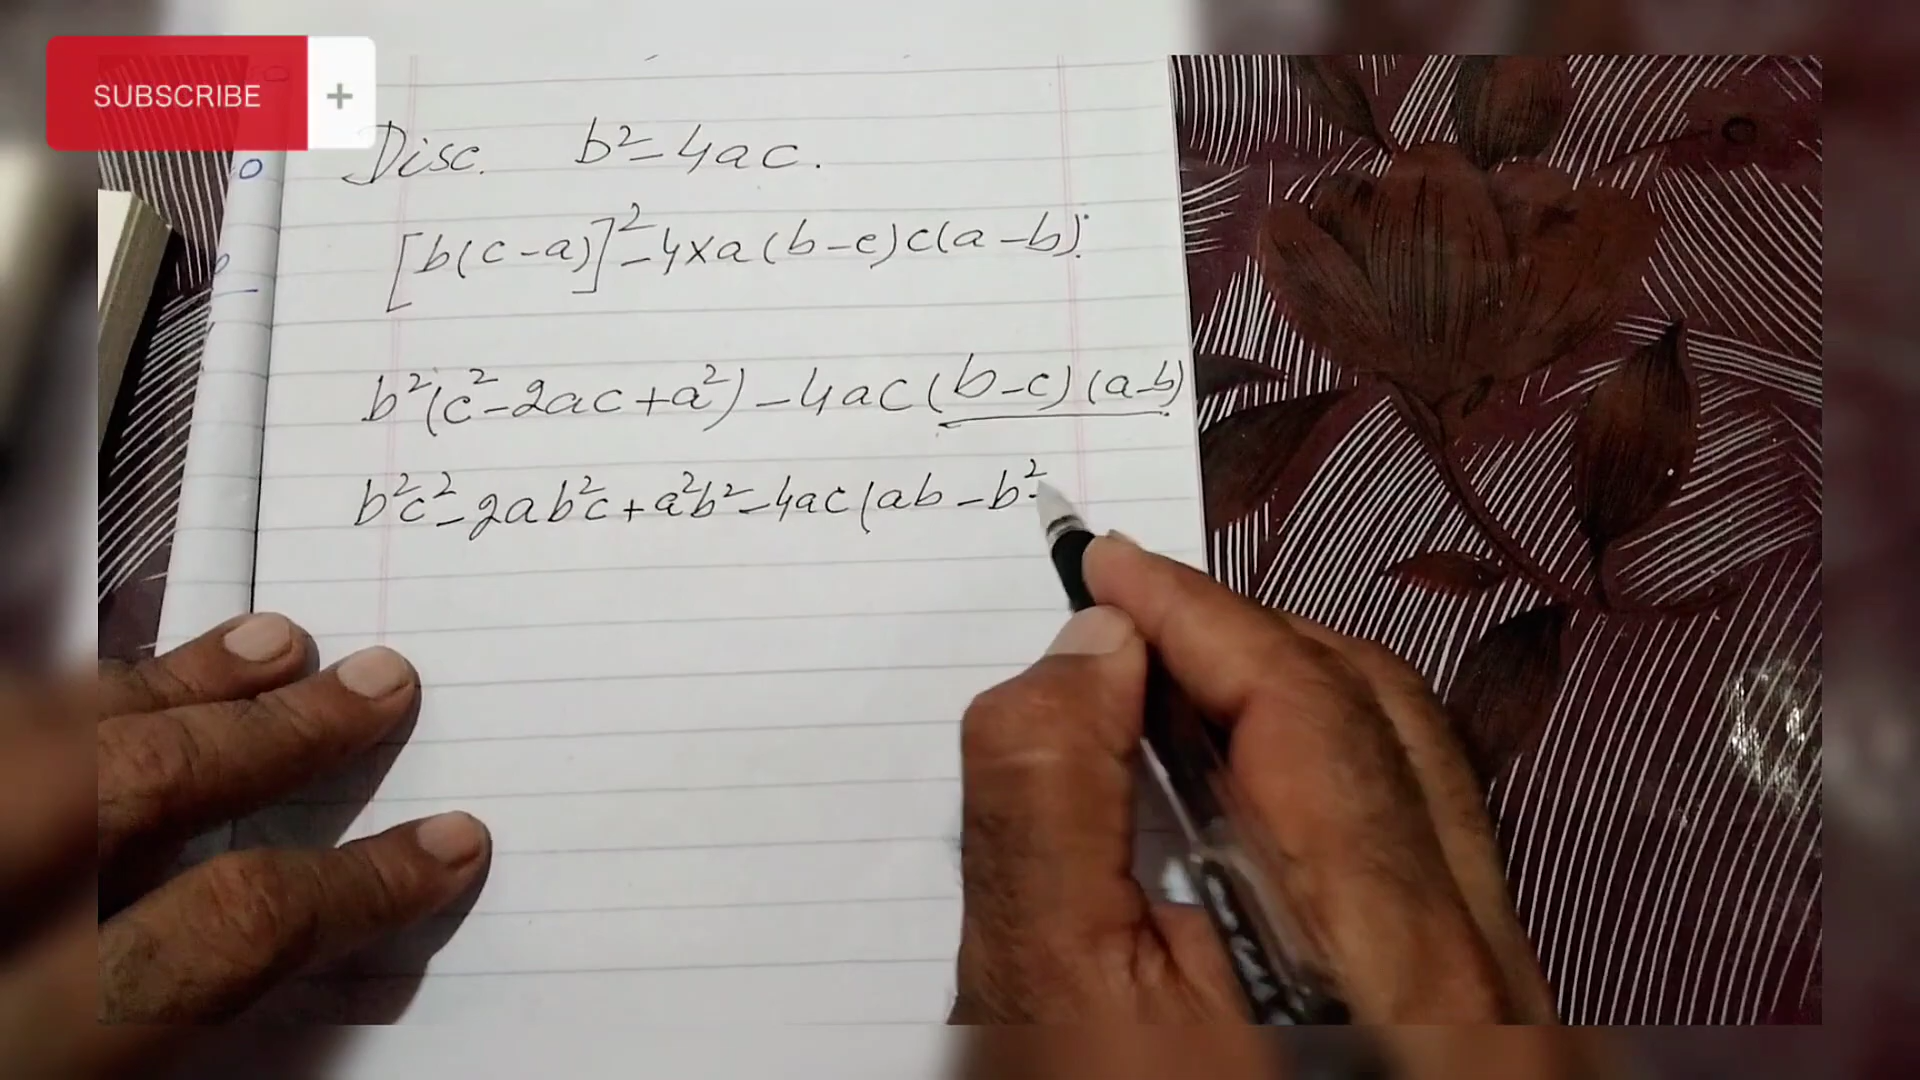 SUBSCRIBE +
Disc. b²-4ac.
[b(c-a)]²-4×a(b-c)c(a-b).
b²(c²-2ac+a²)-4ac(b-c)(a-b)
b²c²-2ab²c+a²b²-4ac(ab-b²-